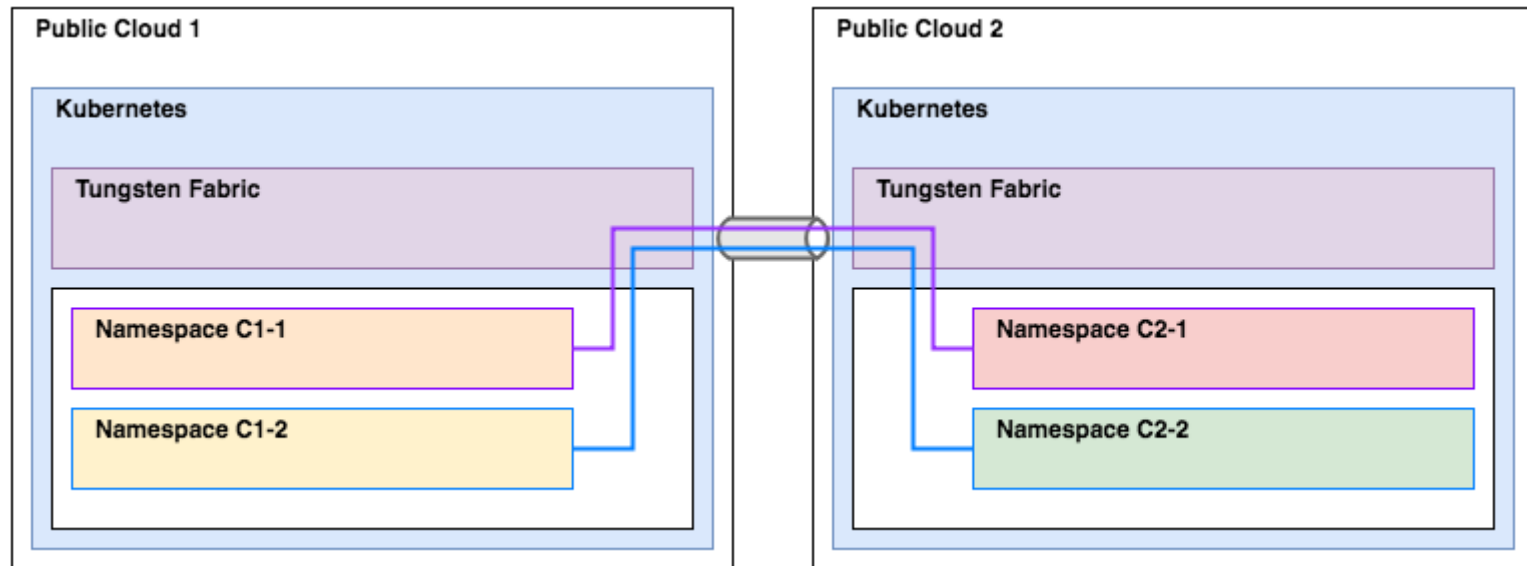 Public Cloud 1
Kubernetes
Tungsten Fabric
Namespace C1-1
Namespace C1-2
Public Cloud 2
Kubernetes
Tungsten Fabric
Namespace C2-1
Namespace C2-2